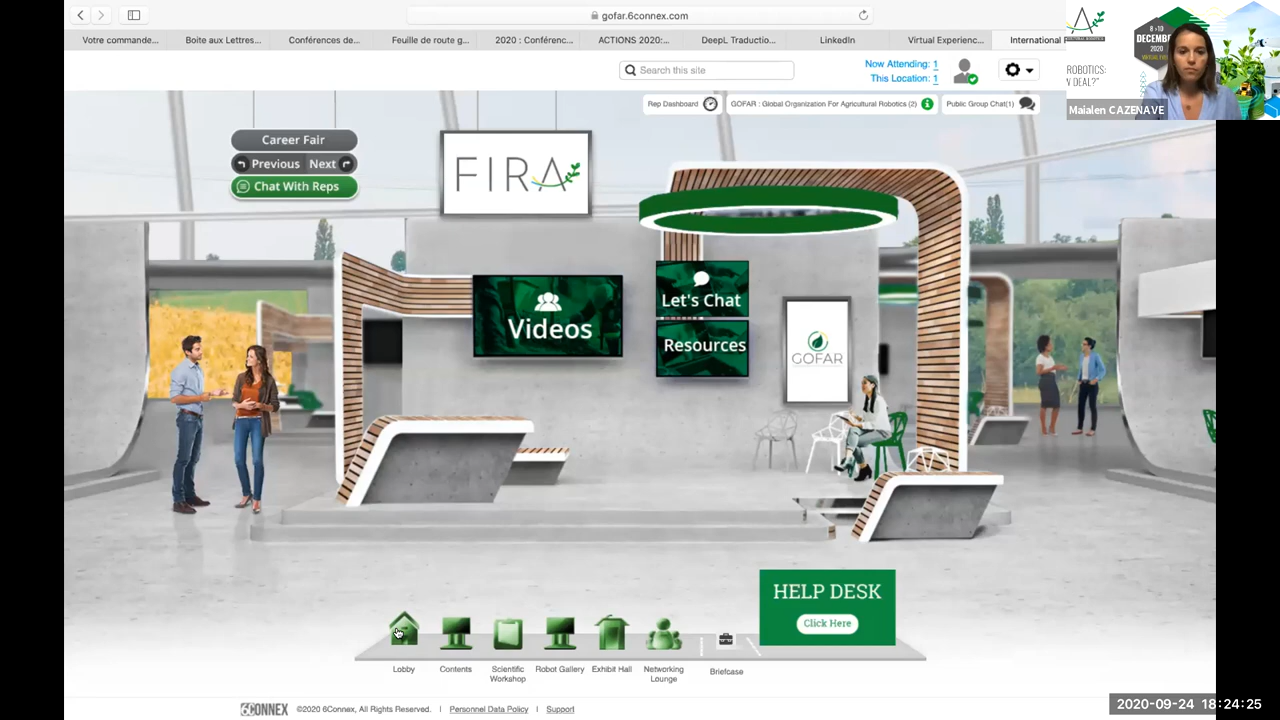 gofar.6connex.com
Votre commande...
Boite aux Lettres...
Conférences de...
Feuille de route g...
2020 : Conférenc...
ACTIONS 2020:...
DeepL Traductio...
LinkedIn
Virtual Experienc...
International
Search this site
Now Attending: 1
This Location: 1
8 >10
DECEMBE
2020
ROBOTICS:
W DEAL?"
Maialen CAZENAVE
Rep Dashboard
GOFAR : Global Organization For Agricultural Robotics (2)
Public Group Chat(1)
Career Fair
Previous Next
Chat With Reps
FIRA
Videos
Let's Chat
Resources
GOFAR
HELP DESK
Click Here
Lobby
Contents
Scientific
Workshop
Robot Gallery
Exhibit Hall
Networking
Lounge
Briefcase
6CONNEX
©2020 6Connex, All Rights Reserved. | Personnel Data Policy | Support
2020-09-24 18:24:25